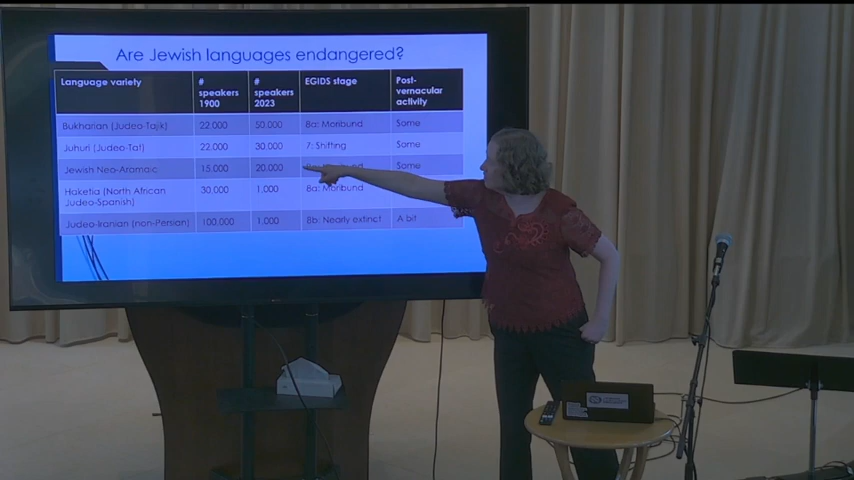 Are Jewish languages endangered?
Language variety # speakers 1900 # speakers 2023 EGIDS stage Post-vernacular activity
Bukharian (Judeo-Tajik) 22,000 50,000 8a: Moribund Some
Juhuri (Judeo-Tat) 22,000 30,000 7: Shifting Some
Jewish Neo-Aramaic 15,000 20,000 Some
Haketia (North African Judeo-Spanish) 30,000 1,000 8a: Moribund
Judeo-Iranian (non-Persian) 100,000 1,000 8b: Nearly extinct A bit